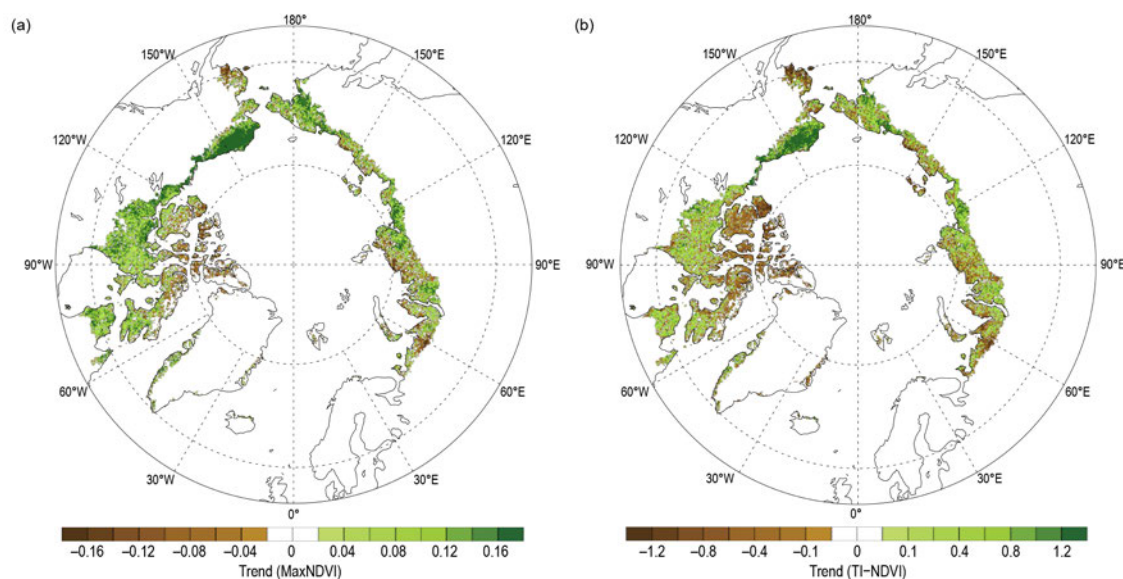 (a)
180°
150°W
150°E
120°W
120°E
90°W
90°E
60°W
60°E
30°W
30°E
0°
−0.16 −0.12 −0.08 −0.04 0 0.04 0.08 0.12 0.16
Trend (MaxNDVI)
(b)
180°
150°W
150°E
120°W
120°E
90°W
90°E
60°W
60°E
30°W
30°E
0°
−1.2 −0.8 −0.4 −0.1 0 0.1 0.4 0.8 1.2
Trend (TI−NDVI)